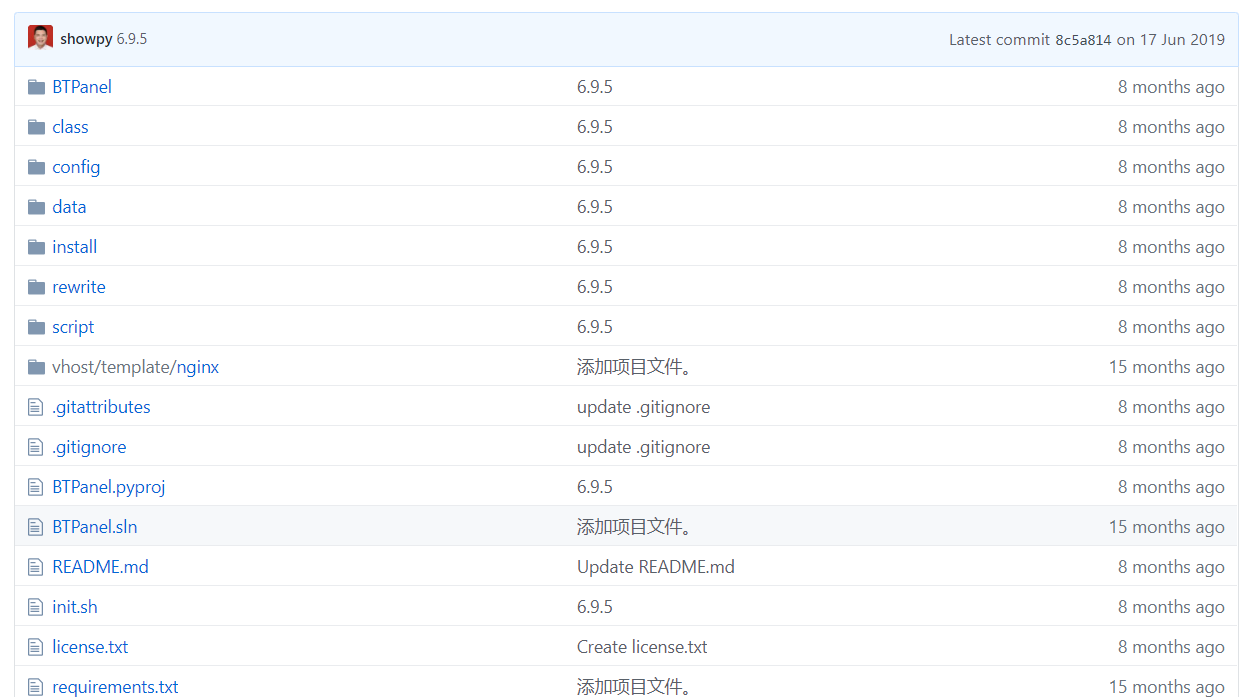 showpy 6.9.5 Latest commit 8c5a814 on 17 Jun 2019
BTPanel 6.9.5 8 months ago
class 6.9.5 8 months ago
config 6.9.5 8 months ago
data 6.9.5 8 months ago
install 6.9.5 8 months ago
rewrite 6.9.5 8 months ago
script 6.9.5 8 months ago
vhost/template/nginx 添加项目文件。 15 months ago
.gitattributes update .gitignore 8 months ago
.gitignore update .gitignore 8 months ago
BTPanel.pyproj 6.9.5 8 months ago
BTPanel.sln 添加项目文件。 15 months ago
README.md Update README.md 8 months ago
init.sh 6.9.5 8 months ago
license.txt Create license.txt 8 months ago
requirements.txt 添加项目文件。 15 months ago